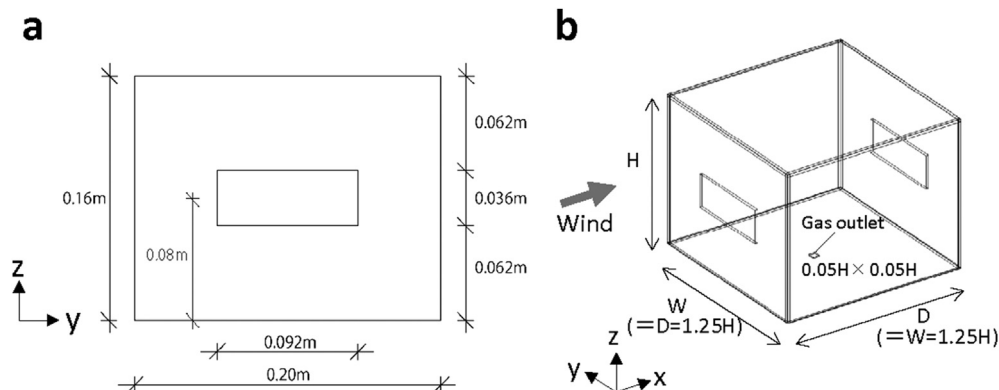 a
0.16m
0.062m
0.036m
0.062m
0.08m
z
y
0.092m
0.20m
b
H
Wind
Gas outlet
0.05H×0.05H
W
(=D=1.25H)
D
(=W=1.25H)
z
y
x